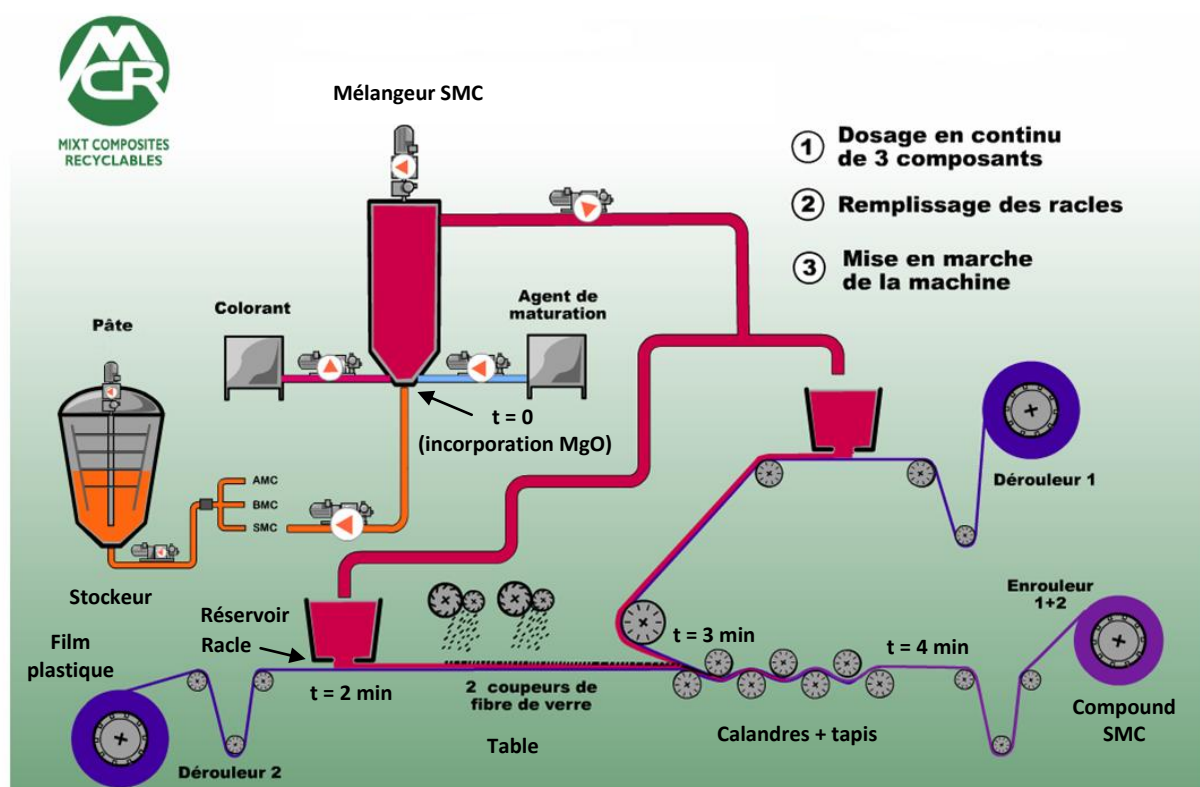 MCR
MIXT COMPOSITES
RECYCLABLES
Mélangeur SMC
1 Dosage en continu
de 3 composants
2 Remplissage des racles
3 Mise en marche
de la machine
Colorant
Agent de
maturation
Pâte
t = 0
(incorporation MgO)
AMC
BMC
SMC
Dérouleur 1
Stockeur
Réservoir
Racle
Film
plastique
Enrouleur
1+2
t = 3 min
t = 4 min
t = 2 min
2 coupeurs de
fibre de verre
Compound
SMC
Table
Calandres + tapis
Dérouleur 2